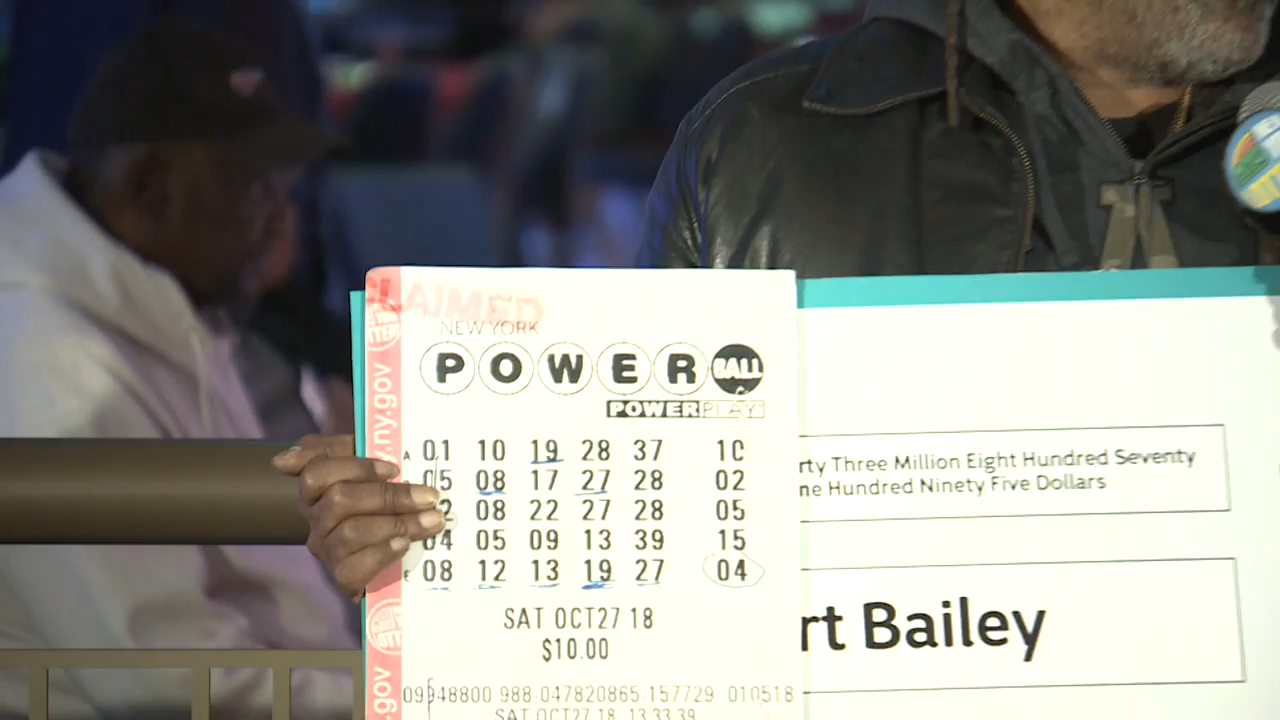 CLAIMED
NEW YORK
POWERBALL
POWERPLAY
A 01 10 19 28 37 10
05 08 17 27 28 02
02 08 22 27 28 05
04 05 09 13 39 15
E 08 12 13 19 27 04
SAT OCT27 18
$10.00
988 047820865 157729 010518
SAT OCT27 18 13:33:39
.ny.gov
.gov
rty Three Million Eight Hundred Seventy
ne Hundred Ninety Five Dollars
rt Bailey